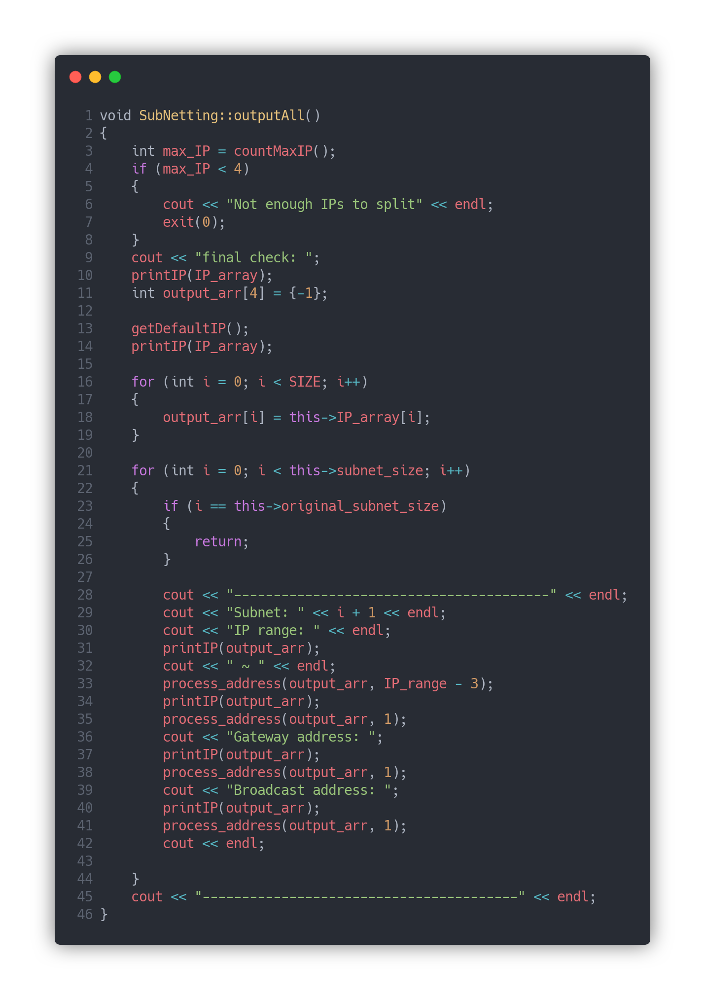 1 void SubNetting::outputAll()
2 {
3     int max_IP = countMaxIP();
4     if (max_IP < 4)
5     {
6         cout << "Not enough IPs to split" << endl;
7         exit(0);
8     }
9     cout << "final check: ";
10     printIP(IP_array);
11     int output_arr[4] = {-1};
12
13     getDefaultIP();
14     printIP(IP_array);
15
16     for (int i = 0; i < SIZE; i++)
17     {
18         output_arr[i] = this->IP_array[i];
19     }
20
21     for (int i = 0; i < this->subnet_size; i++)
22     {
23         if (i == this->original_subnet_size)
24         {
25             return;
26         }
27
28         cout << "----------------------------------------" << endl;
29         cout << "Subnet: " << i + 1 << endl;
30         cout << "IP range: " << endl;
31         printIP(output_arr);
32         cout << " ~ " << endl;
33         process_address(output_arr, IP_range - 3);
34         printIP(output_arr);
35         process_address(output_arr, 1);
36         cout << "Gateway address: ";
37         printIP(output_arr);
38         process_address(output_arr, 1);
39         cout << "Broadcast address: ";
40         printIP(output_arr);
41         process_address(output_arr, 1);
42         cout << endl;
43
44     }
45     cout << "----------------------------------------" << endl;
46 }